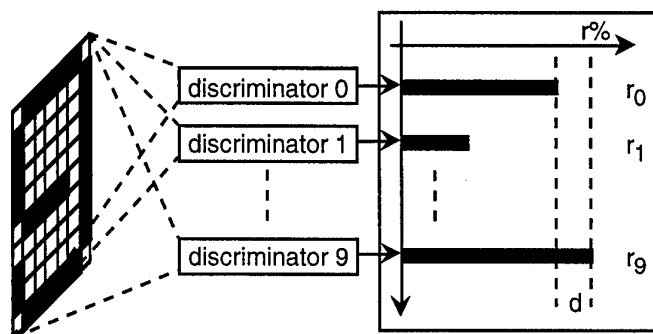 r%
discriminator 0
r0
discriminator 1
r1
discriminator 9
r9
d